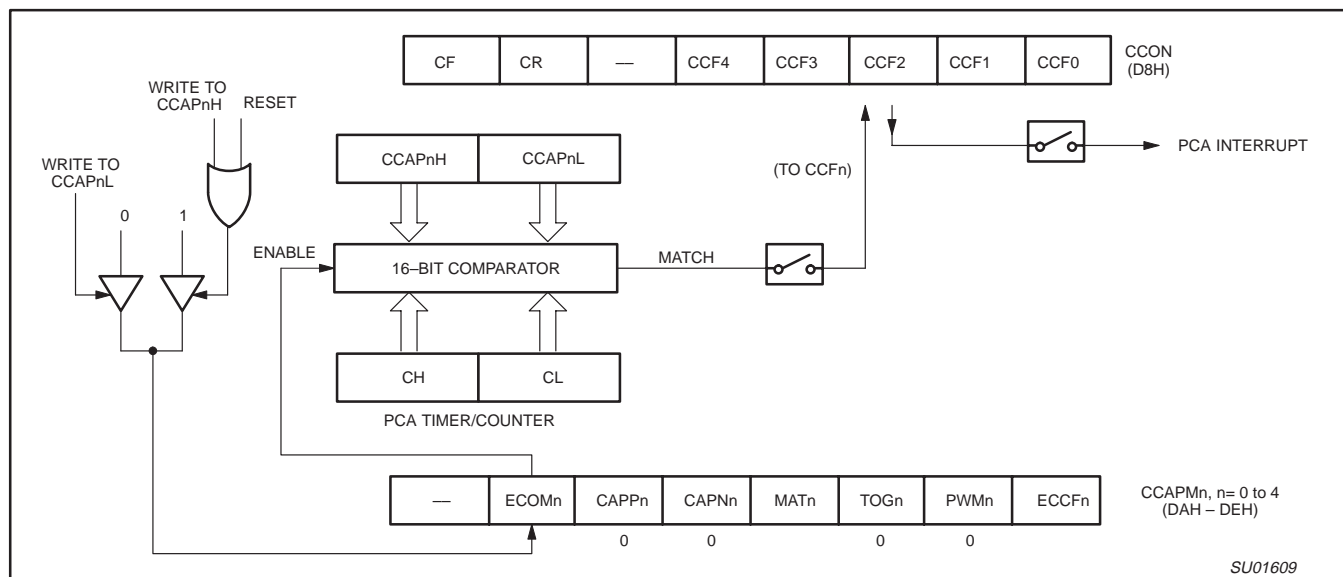 CF CR — CCF4 CCF3 CCF2 CCF1 CCF0
CCON
(D8H)
WRITE TO
CCAPnH
RESET
WRITE TO
CCAPnL
0 1
CCAPnH CCAPnL
(TO CCFn)
PCA INTERRUPT
ENABLE
16–BIT COMPARATOR
MATCH
CH CL
PCA TIMER/COUNTER
— ECOMn CAPPn CAPNn MATn TOGn PWMn ECCFn
CCAPMn, n= 0 to 4
(DAH – DEH)
0 0 0 0
SU01609